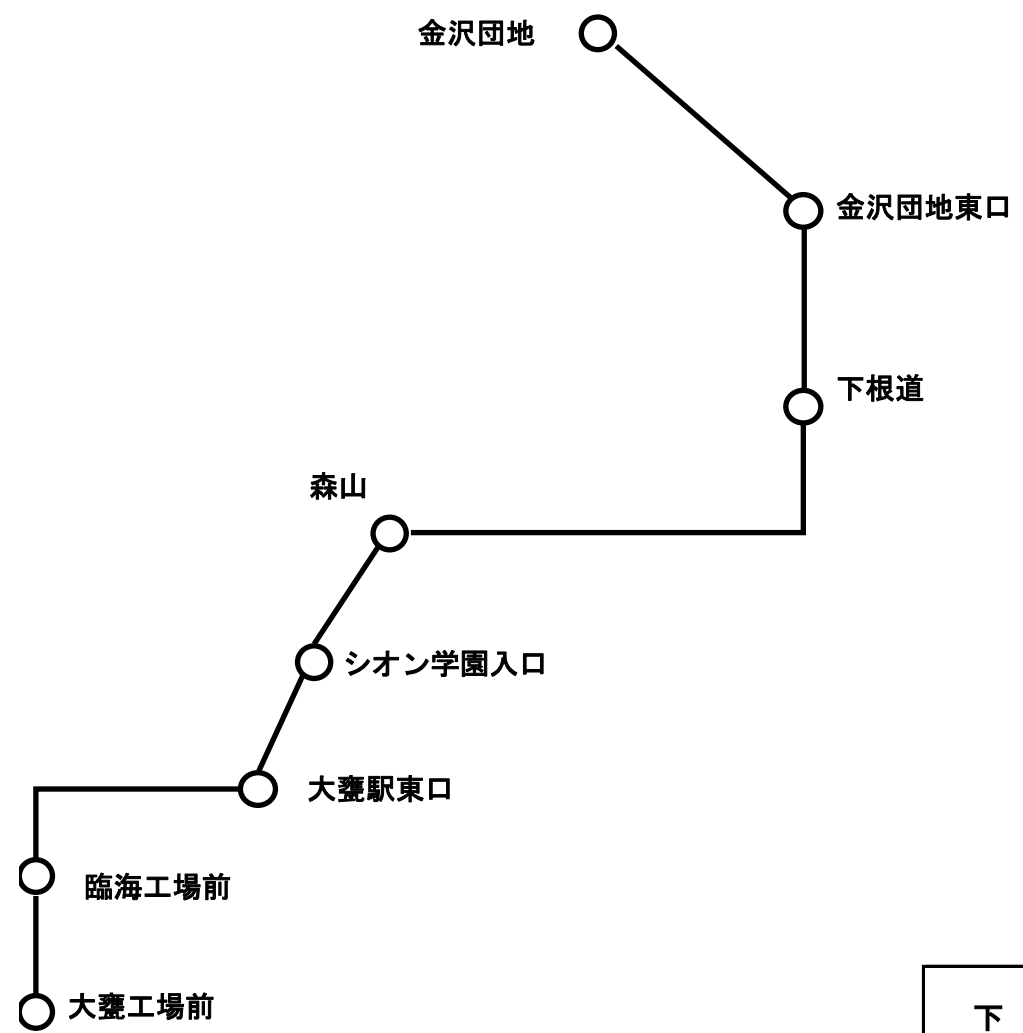 金沢団地
金沢団地東口
下根道
森山
シオン学園入口
大甕駅東口
臨海工場前
大甕工場前
下